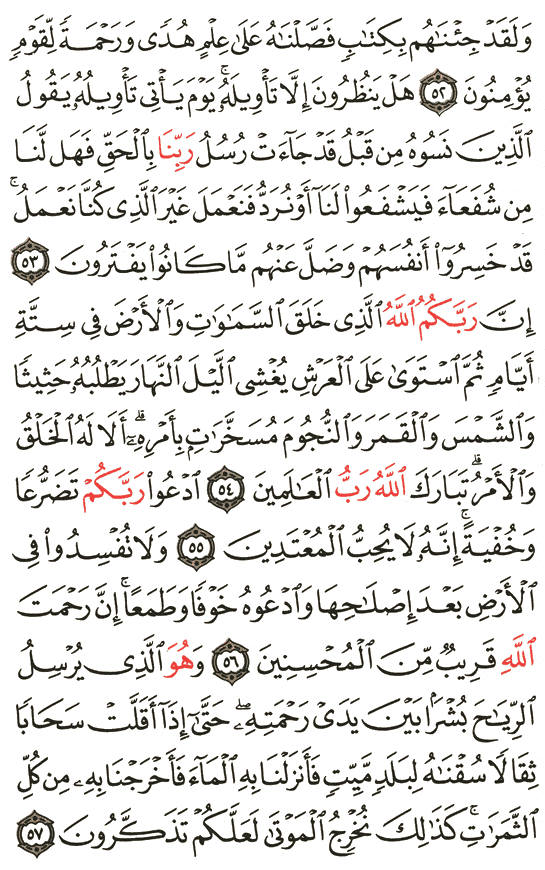 وَلَقَدۡ جِئۡنَٰهُم بِكِتَٰبٖ فَصَّلۡنَٰهُ عَلَىٰ عِلۡمٍ هُدٗى وَرَحۡمَةٗ لِّقَوۡمٖ
يُؤۡمِنُونَ ٥٢ هَلۡ يَنظُرُونَ إِلَّا تَأۡوِيلَهُۥۚ يَوۡمَ يَأۡتِي تَأۡوِيلُهُۥ يَقُولُ
ٱلَّذِينَ نَسُوهُ مِن قَبۡلُ قَدۡ جَآءَتۡ رُسُلُ رَبِّنَا بِٱلۡحَقِّ فَهَل لَّنَا
مِن شُفَعَآءَ فَيَشۡفَعُواْ لَنَآ أَوۡ نُرَدُّ فَنَعۡمَلَ غَيۡرَ ٱلَّذِي كُنَّا نَعۡمَلُۚ
قَدۡ خَسِرُوٓاْ أَنفُسَهُمۡ وَضَلَّ عَنۡهُم مَّا كَانُواْ يَفۡتَرُونَ ٥٣
إِنَّ رَبَّكُمُ ٱللَّهُ ٱلَّذِي خَلَقَ ٱلسَّمَٰوَٰتِ وَٱلۡأَرۡضَ فِي سِتَّةِ
أَيَّامٖ ثُمَّ ٱسۡتَوَىٰ عَلَى ٱلۡعَرۡشِ يُغۡشِي ٱلَّيۡلَ ٱلنَّهَارَ يَطۡلُبُهُۥ حَثِيثٗا
وَٱلشَّمۡسَ وَٱلۡقَمَرَ وَٱلنُّجُومَ مُسَخَّرَٰتِۭ بِأَمۡرِهِۦٓۗ أَلَا لَهُ ٱلۡخَلۡقُ
وَٱلۡأَمۡرُۗ تَبَارَكَ ٱللَّهُ رَبُّ ٱلۡعَٰلَمِينَ ٥٤ ٱدۡعُواْ رَبَّكُمۡ تَضَرُّعٗا
وَخُفۡيَةًۚ إِنَّهُۥ لَا يُحِبُّ ٱلۡمُعۡتَدِينَ ٥٥ وَلَا تُفۡسِدُواْ فِي
ٱلۡأَرۡضِ بَعۡدَ إِصۡلَٰحِهَا وَٱدۡعُوهُ خَوۡفٗا وَطَمَعًاۚ إِنَّ رَحۡمَتَ
ٱللَّهِ قَرِيبٞ مِّنَ ٱلۡمُحۡسِنِينَ ٥٦ وَهُوَ ٱلَّذِي يُرۡسِلُ
ٱلرِّيَٰحَ بُشۡرَۢا بَيۡنَ يَدَيۡ رَحۡمَتِهِۦۖ حَتَّىٰٓ إِذَآ أَقَلَّتۡ سَحَابٗا
ثِقَالٗا سُقۡنَٰهُ لِبَلَدٖ مَّيِّتٖ فَأَنزَلۡنَا بِهِ ٱلۡمَآءَ فَأَخۡرَجۡنَا بِهِۦ مِن كُلِّ
ٱلثَّمَرَٰتِۚ كَذَٰلِكَ نُخۡرِجُ ٱلۡمَوۡتَىٰ لَعَلَّكُمۡ تَذَكَّرُونَ ٥٧